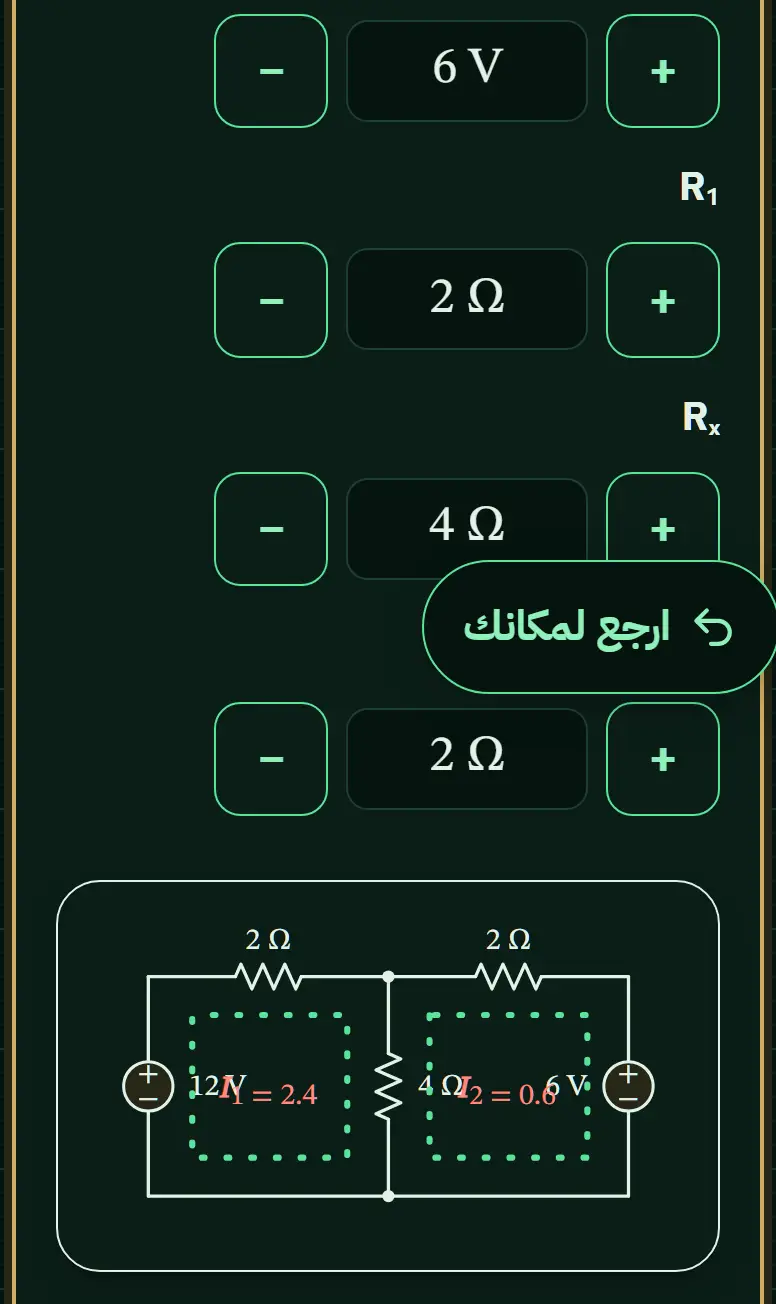 − 6 V +
R₁
− 2 Ω +
Rₓ
− 4 Ω +
ارجع لمكانك
− 2 Ω +
2 Ω 2 Ω
12 V I₁ = 2.4 4 Ω I₂ = 0.6 6 V